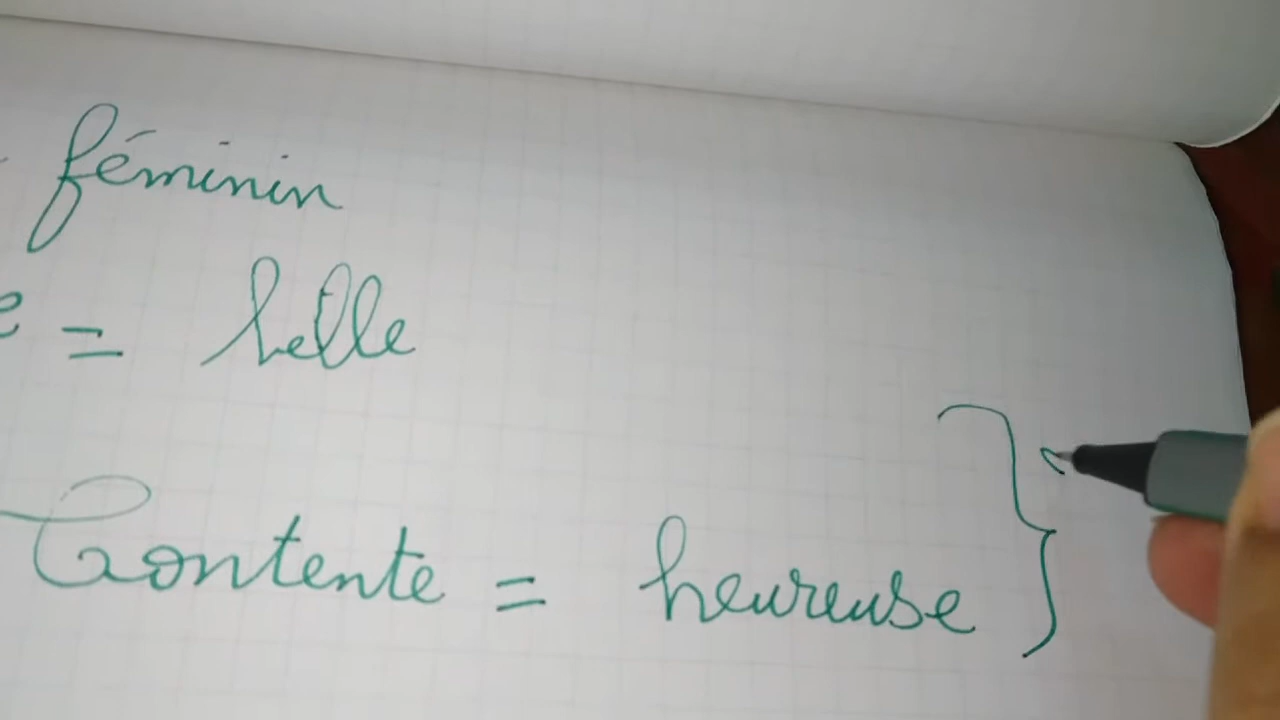 féminin
e = belle
Contente = heureuse